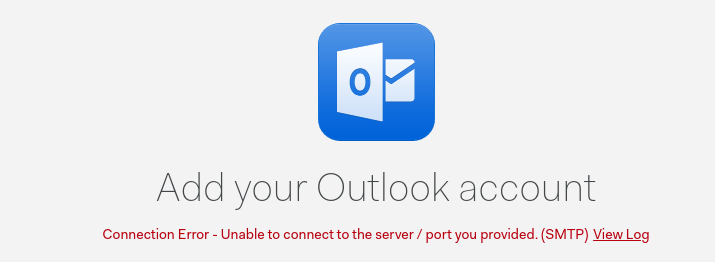 Add your Outlook account
Connection Error - Unable to connect to the server / port you provided. (SMTP) View Log